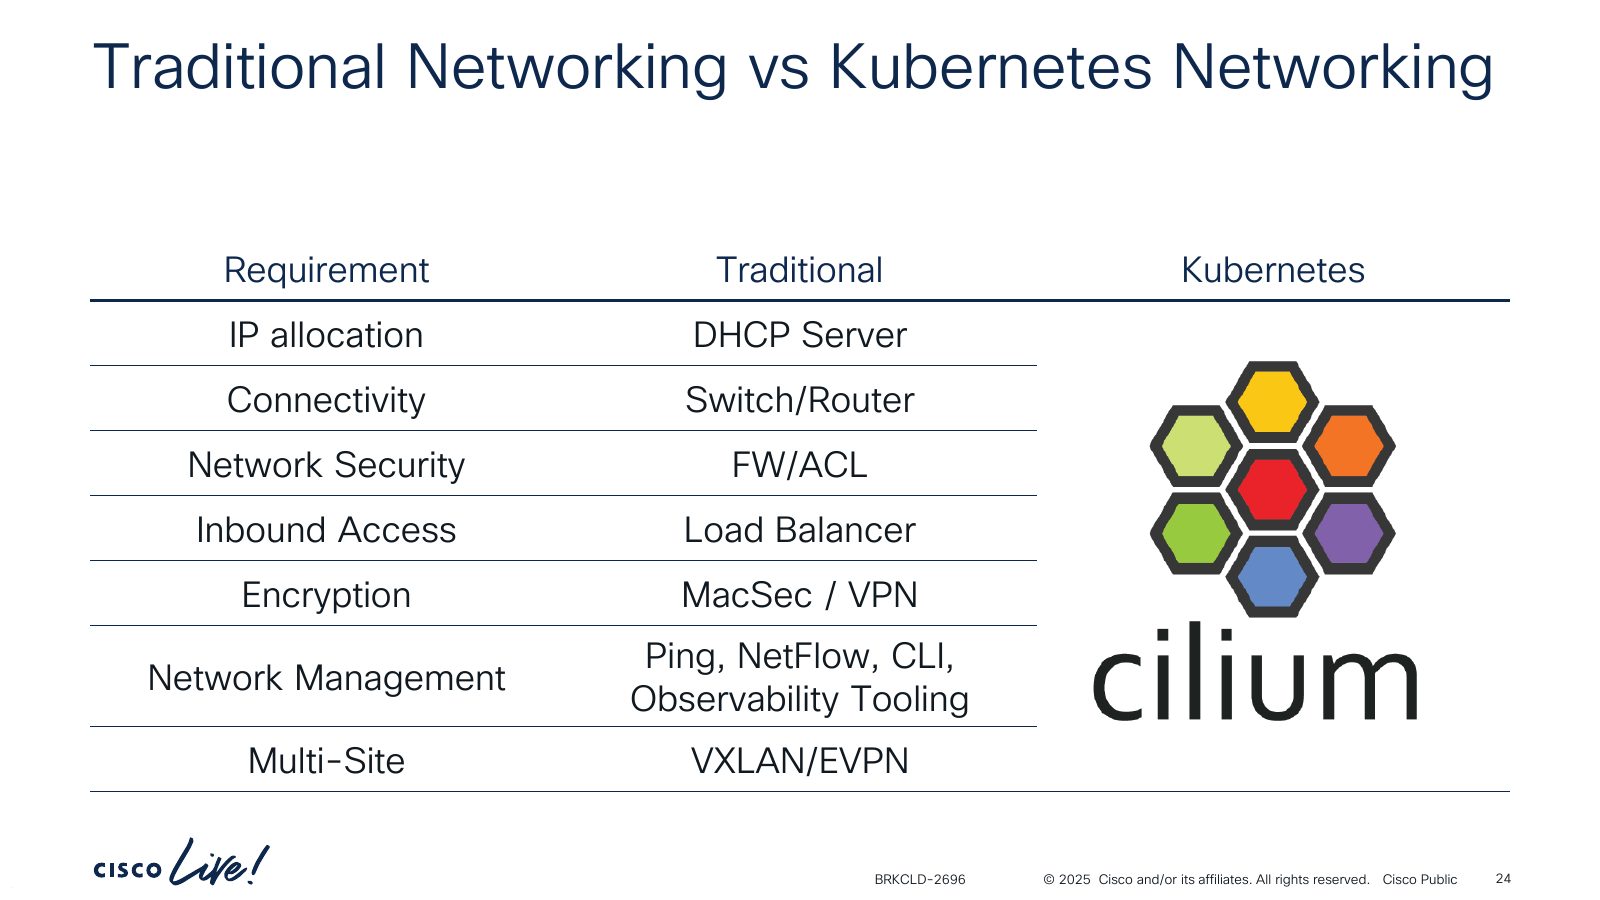 Traditional Networking vs Kubernetes Networking
Requirement Traditional Kubernetes
IP allocation DHCP Server
Connectivity Switch/Router
Network Security FW/ACL
Inbound Access Load Balancer
Encryption MacSec / VPN
Network Management Ping, NetFlow, CLI,
Observability Tooling
Multi-Site VXLAN/EVPN
cilium
CISCO Live!
BRKCLD-2696 © 2025 Cisco and/or its affiliates. All rights reserved. Cisco Public 24